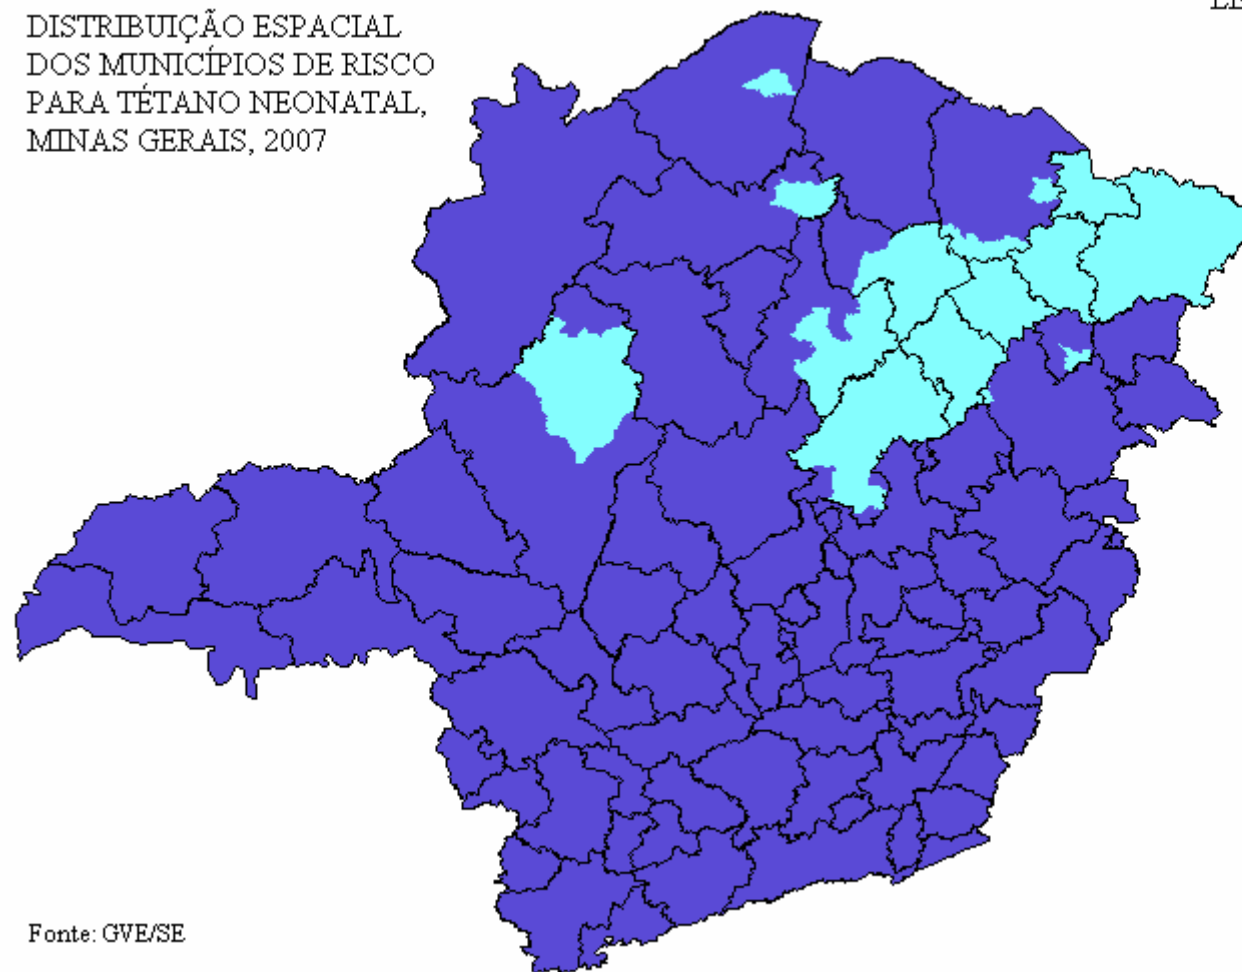 DISTRIBUIÇÃO ESPACIAL
DOS MUNICÍPIOS DE RISCO
PARA TÉTANO NEONATAL,
MINAS GERAIS, 2007
Fonte: GVE/SE